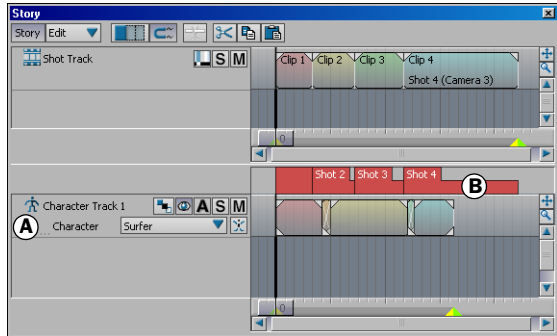 Story
Story Edit
Shot Track
S M
Clip 1 Clip 2 Clip 3 Clip 4
Shot 4 (Camera 3)
0
Shot 2 Shot 3 Shot 4
B
Character Track 1
A S M
A
Character Surfer
0